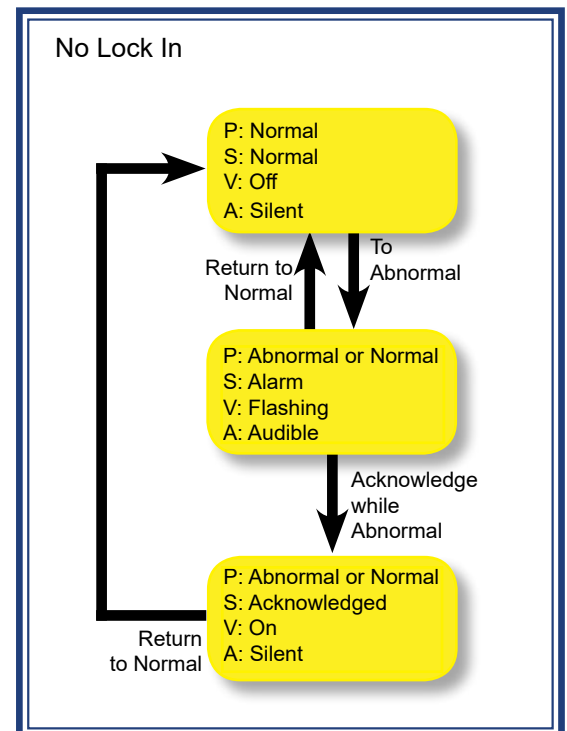 No Lock In
P: Normal
S: Normal
V: Off
A: Silent
To
Abnormal
Return to
Normal
P: Abnormal or Normal
S: Alarm
V: Flashing
A: Audible
Acknowledge
while
Abnormal
P: Abnormal or Normal
S: Acknowledged
V: On
A: Silent
Return
to Normal